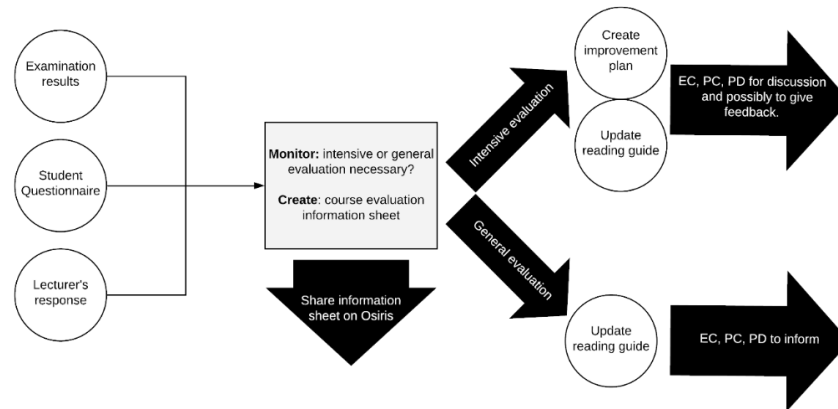 Examination
results
Student
Questionnaire
Lecturer's
response
Monitor: intensive or general
evaluation necessary?
Create: course evaluation
information sheet
Share information
sheet on Osiris
Intensive evaluation
General evaluation
Create
improvement
plan
Update
reading guide
EC, PC, PD for discussion
and possibly to give
feedback.
Update
reading guide
EC, PC, PD to inform